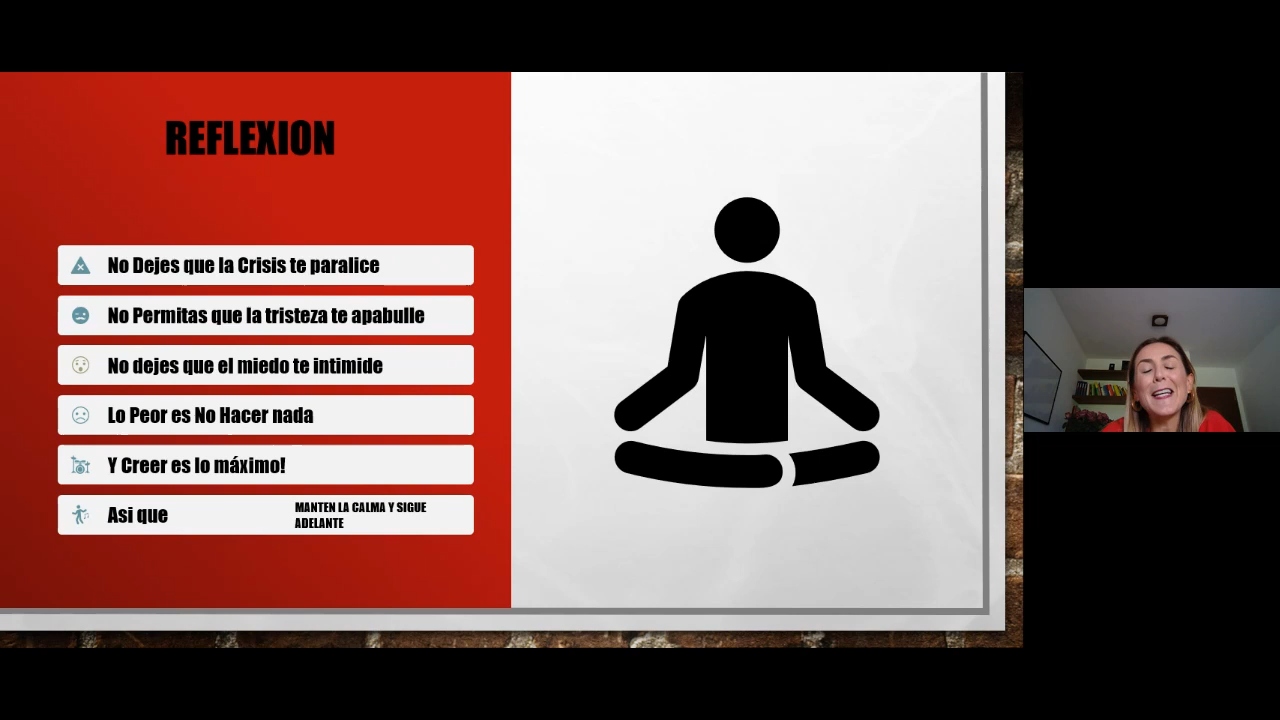 REFLEXION
No Dejes que la Crisis te paralice
No Permitas que la tristeza te apabulle
No dejes que el miedo te intimide
Lo Peor es No Hacer nada
Y Creer es lo máximo!
Asi que
MANTEN LA CALMA Y SIGUE
ADELANTE